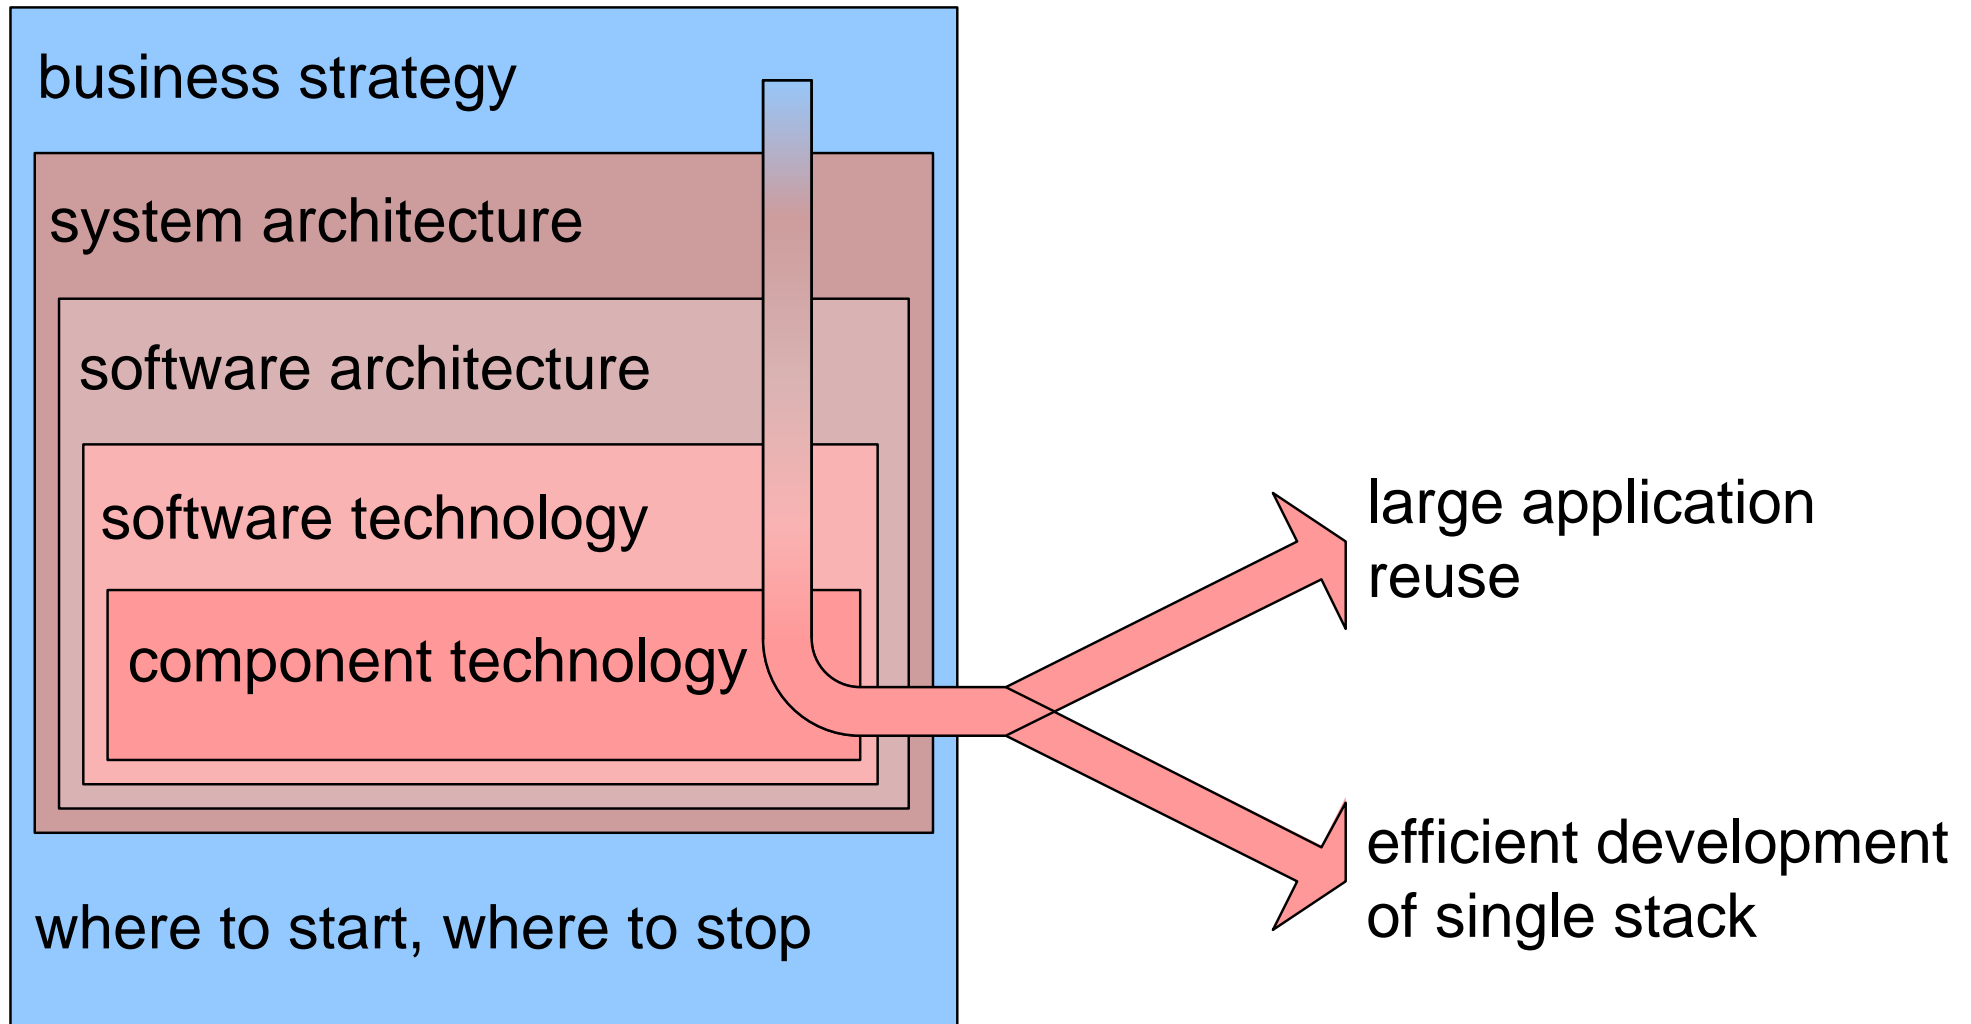 business strategy
system architecture
software architecture
software technology
component technology
where to start, where to stop
large application
reuse
efficient development
of single stack